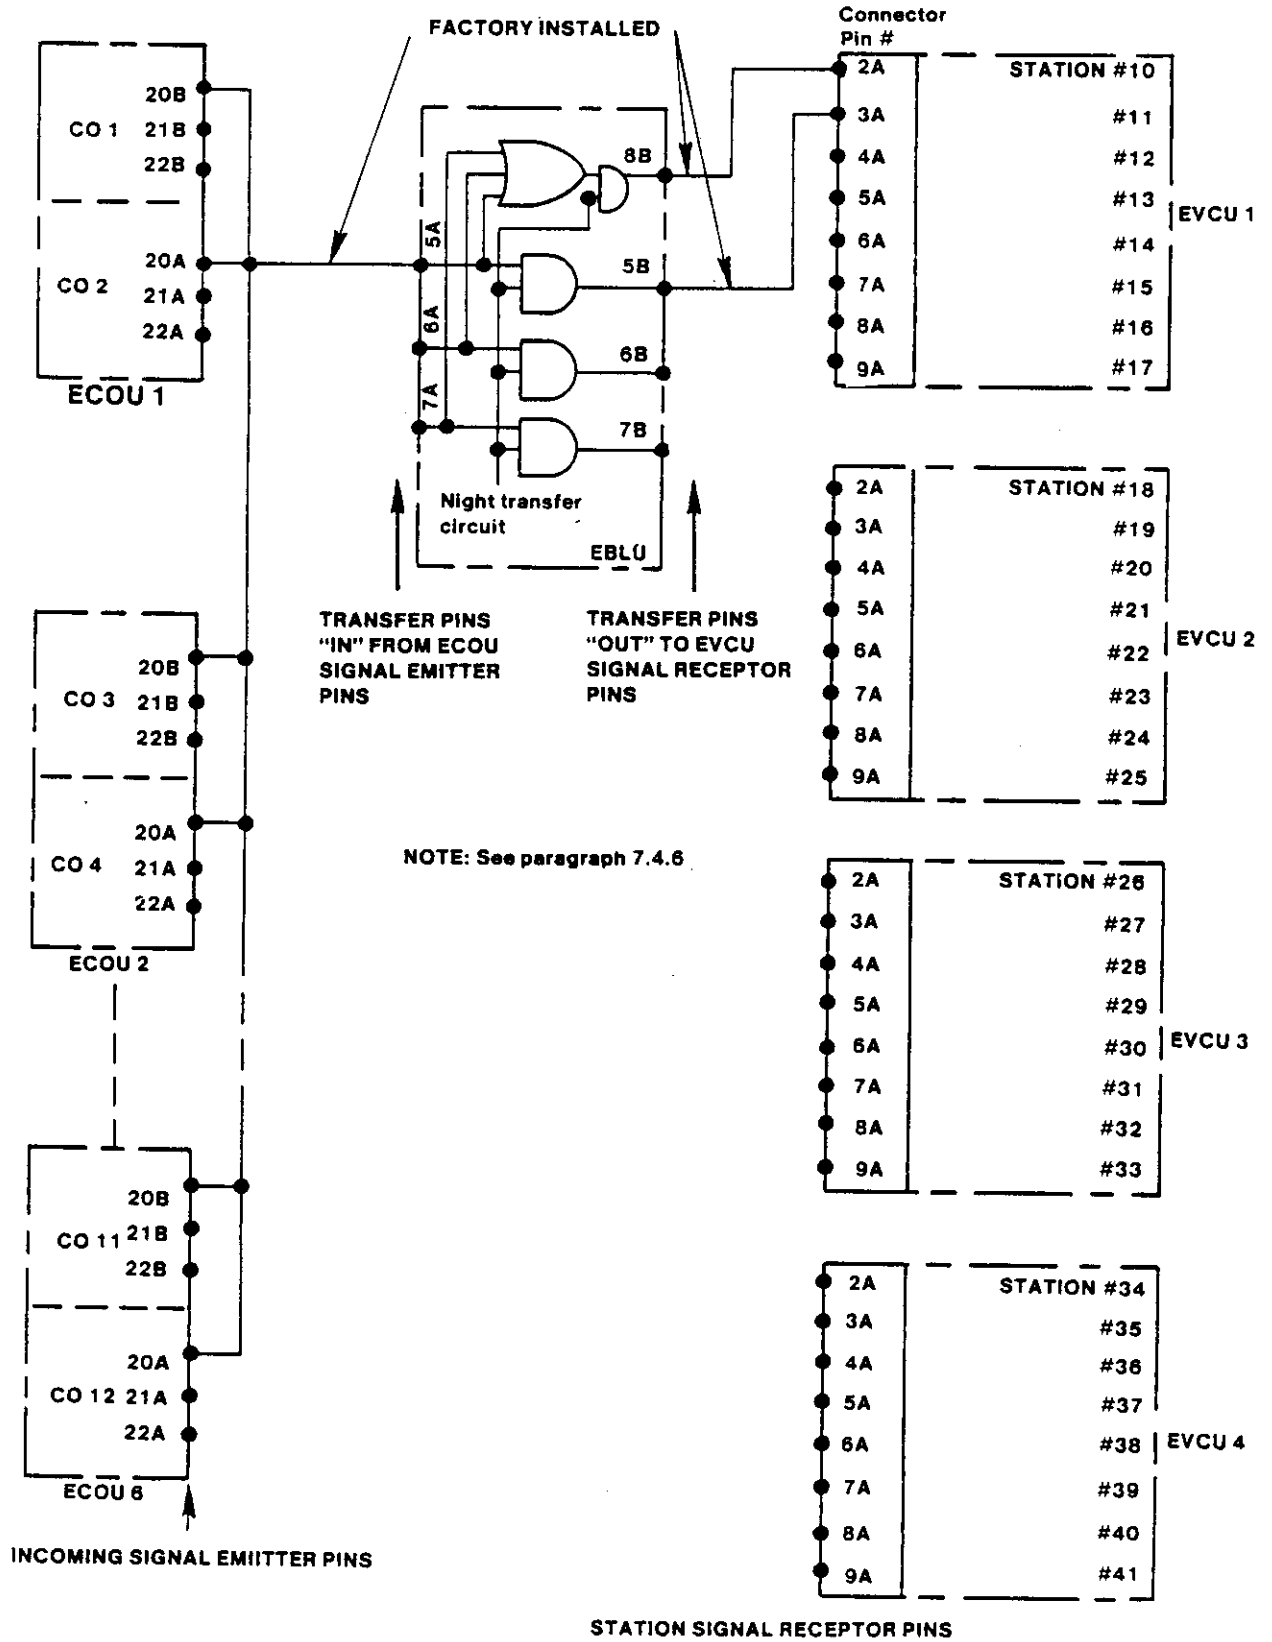 FACTORY INSTALLED
Connector
Pin #
20B
CO 1
21B
22B
20A
CO 2
21A
22A
ECOU 1
5A
6A
7A
8B
5B
6B
7B
Night transfer
circuit
EBLU
TRANSFER PINS
"IN" FROM ECOU
SIGNAL EMITTER
PINS
TRANSFER PINS
"OUT" TO EVCU
SIGNAL RECEPTOR
PINS
2A STATION #10
3A #11
4A #12
5A #13
EVCU 1
6A #14
7A #15
8A #16
9A #17
2A STATION #18
3A #19
4A #20
5A #21
EVCU 2
6A #22
7A #23
8A #24
9A #25
20B
CO 3 21B
22B
20A
CO 4 21A
22A
ECOU 2
NOTE: See paragraph 7.4.6
2A STATION #26
3A #27
4A #28
5A #29
6A #30 EVCU 3
7A #31
8A #32
9A #33
20B
CO 11 21B
22B
20A
CO 12 21A
22A
ECOU 6
INCOMING SIGNAL EMIITTER PINS
2A STATION #34
3A #35
4A #36
5A #37
6A #38 EVCU 4
7A #39
8A #40
9A #41
STATION SIGNAL RECEPTOR PINS